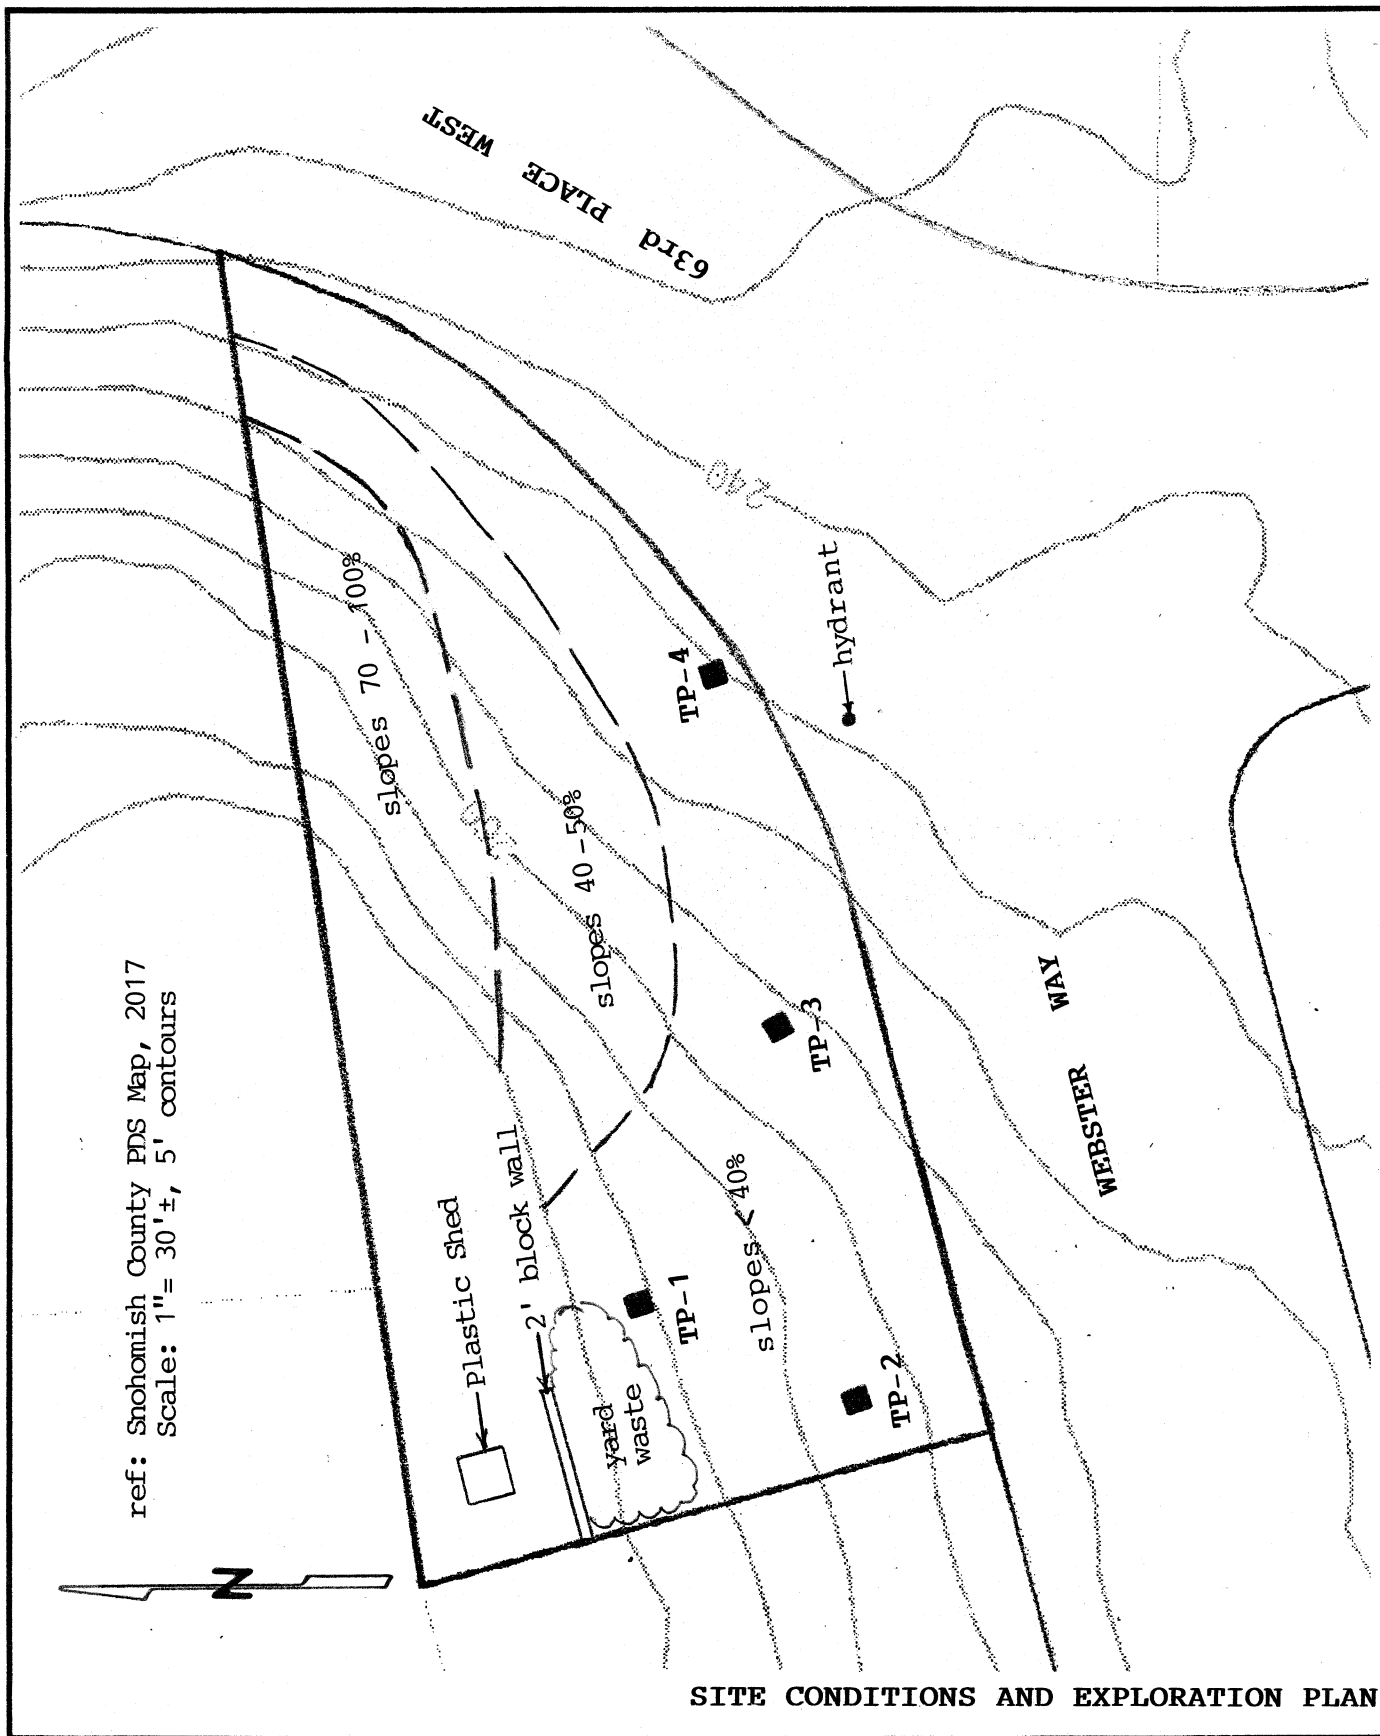 ref: Snohomish County PDS Map, 2017
Scale: 1"= 30'±, 5' contours
N
63rd PLACE WEST
240
slopes 70 - 100%
hydrant
TP-4
slopes 40-50%
TP-3
WEBSTER WAY
2' block wall
Plastic Shed
slopes < 40%
TP-1
yard
waste
TP-2
SITE CONDITIONS AND EXPLORATION PLAN